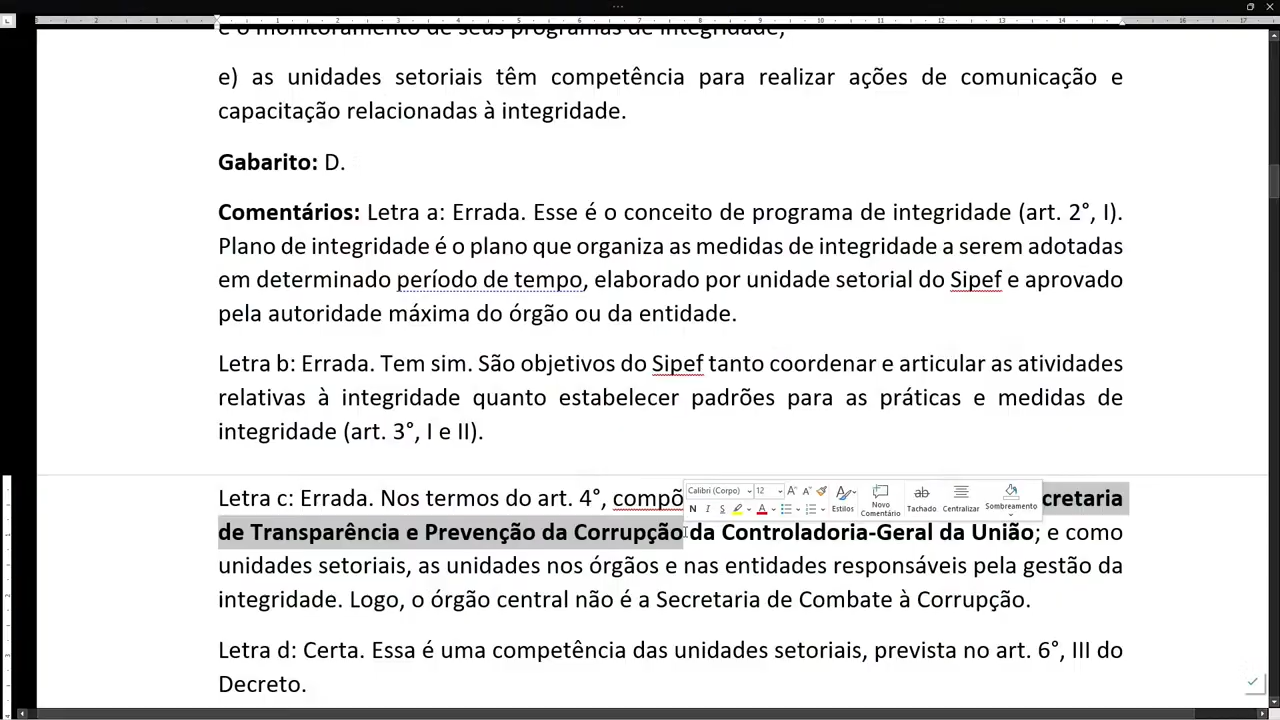 e o monitoramento de seus programas de integridade;
e) as unidades setoriais têm competência para realizar ações de comunicação e
capacitação relacionadas à integridade.
Gabarito: D.
Comentários: Letra a: Errada. Esse é o conceito de programa de integridade (art. 2°, I).
Plano de integridade é o plano que organiza as medidas de integridade a serem adotadas
em determinado período de tempo, elaborado por unidade setorial do Sipef e aprovado
pela autoridade máxima do órgão ou da entidade.
Letra b: Errada. Tem sim. São objetivos do Sipef tanto coordenar e articular as atividades
relativas à integridade quanto estabelecer padrões para as práticas e medidas de
integridade (art. 3°, I e II).
Calibri (Corpo) 12
N I S
Estilos
Novo
Comentário
Tachado
Centralizar
Sombreamento
Letra c: Errada. Nos termos do art. 4°, compõ cretaria
de Transparência e Prevenção da Corrupção da Controladoria-Geral da União; e como
unidades setoriais, as unidades nos órgãos e nas entidades responsáveis pela gestão da
integridade. Logo, o órgão central não é a Secretaria de Combate à Corrupção.
Letra d: Certa. Essa é uma competência das unidades setoriais, prevista no art. 6°, III do
Decreto.